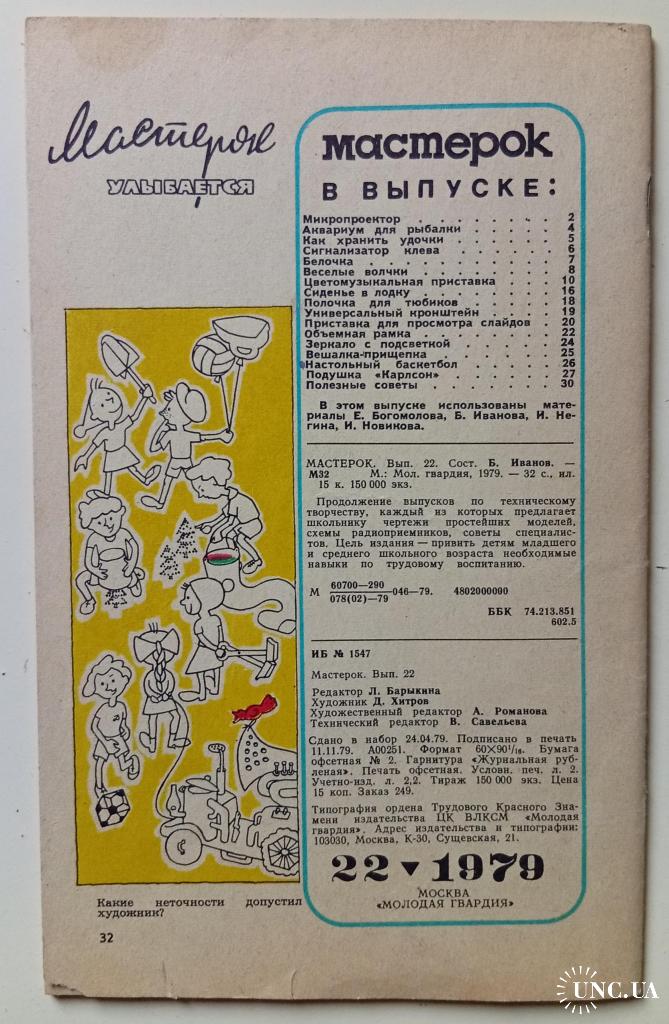 Мастерок
УЛЫБАЕТСЯ
мастерок
В ВЫПУСКЕ:
Микропроектор . . . . . . . . 2
Аквариум для рыбалки . . . . . . 4
Как хранить удочки . . . . . . 5
Сигнализатор клева . . . . . . 6
Белочка . . . . . . . . . . 7
Веселые волчки . . . . . . . 8
Цветомузыкальная приставка . . . . 10
Сиденье в лодку . . . . . . . 16
Полочка для тюбиков . . . . . . 18
Универсальный кронштейн . . . . . 19
Приставка для просмотра слайдов . . 20
Объемная рамка . . . . . . . 22
Зеркало с подсветкой . . . . . . 24
Вешалка-прищепка . . . . . . . 25
Настольный баскетбол . . . . . . 26
Подушка «Карлсон» . . . . . . 27
Полезные советы . . . . . . . 30
В этом выпуске использованы мате-
риалы Е. Богомолова, Б. Иванова, И. Не-
гина, И. Новикова.
МАСТЕРОК. Вып. 22. Сост. Б. Иванов. —
М32 М.: Мол. гвардия, 1979. — 32 с., ил.
15 к. 150 000 экз.
Продолжение выпусков по техническому
творчеству, каждый из которых предлагает
школьнику чертежи простейших моделей,
схемы радиоприемников, советы специалис-
тов. Цель издания — привить детям младшего
и среднего школьного возраста необходимые
навыки по трудовому воспитанию.
М 60700—290
078(02)—79 046—79. 4802000000
ББК 74.213.851
602.5
ИБ № 1547
Мастерок. Вып. 22
Редактор Л. Барыкина
Художник Д. Хитров
Художественный редактор А. Романова
Технический редактор В. Савельева
Сдано в набор 24.04.79. Подписано в печать
11.11.79. А00251. Формат 60×90¹/₁₆. Бумага
офсетная № 2. Гарнитура «Журнальная руб-
леная». Печать офсетная. Условн. печ. л. 2.
Учетно-изд. л. 2,2. Тираж 150 000 экз. Цена
15 коп. Заказ 249.
Типография ордена Трудового Красного Зна-
мени издательства ЦК ВЛКСМ «Молодая
гвардия». Адрес издательства и типографии:
103030, Москва, К-30, Сущевская, 21.
22 ▼ 1979
МОСКВА
«МОЛОДАЯ ГВАРДИЯ»
Какие неточности допустил
художник?
32
UNC.UA